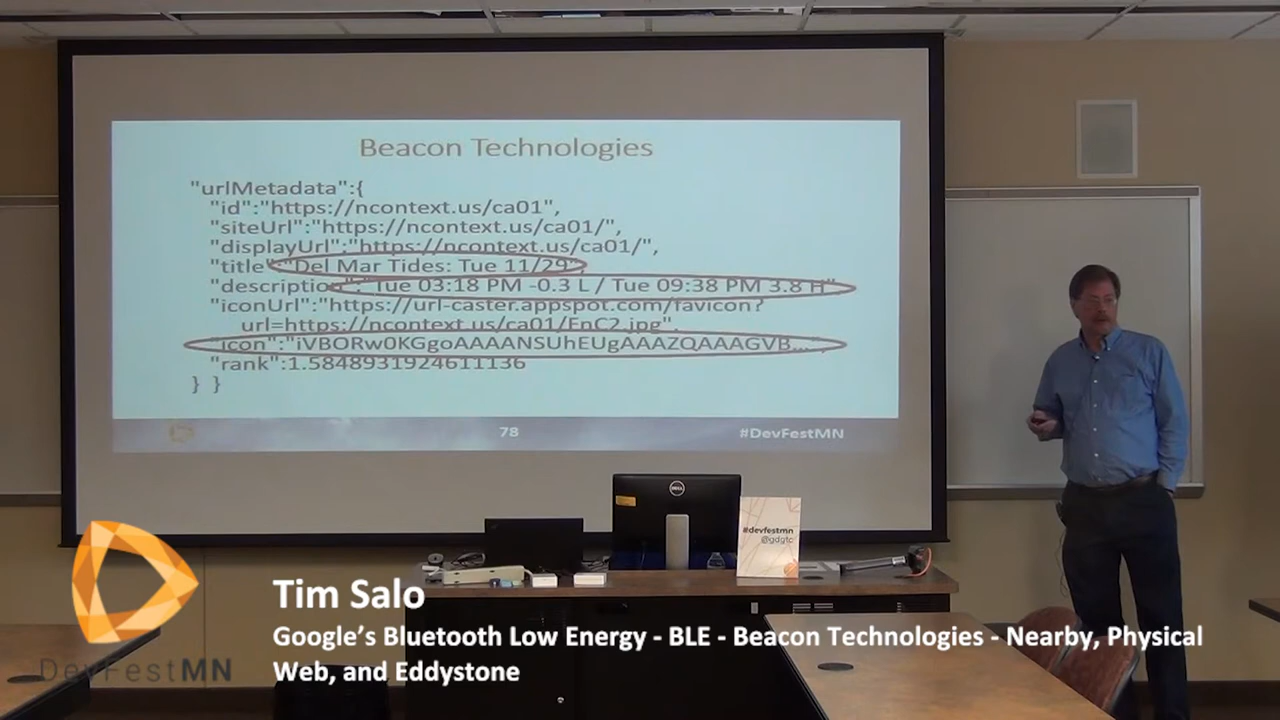 Beacon Technologies
"urlMetadata":{
"id":"https://ncontext.us/ca01",
"siteUrl":"https://ncontext.us/ca01/",
"displayUrl":"https://ncontext.us/ca01/",
"title":"Del Mar Tides: Tue 11/29",
"description":"Tue 03:18 PM -0.3 L / Tue 09:38 PM 3.8 H"
"iconUrl":"https://url-caster.appspot.com/favicon?
url=https://ncontext.us/ca01/FnC2.jpg",
"icon":"iVBORw0KGgoAAAANSUhEUgAAAZQAAAGVB...",
"rank":1.5848931924611136
} }
78
#DevFestMN
DELL
#devfestmn
@gdgtc
Tim Salo
Google's Bluetooth Low Energy - BLE - Beacon Technologies - Nearby, Physical
Web, and Eddystone
DevFestMN